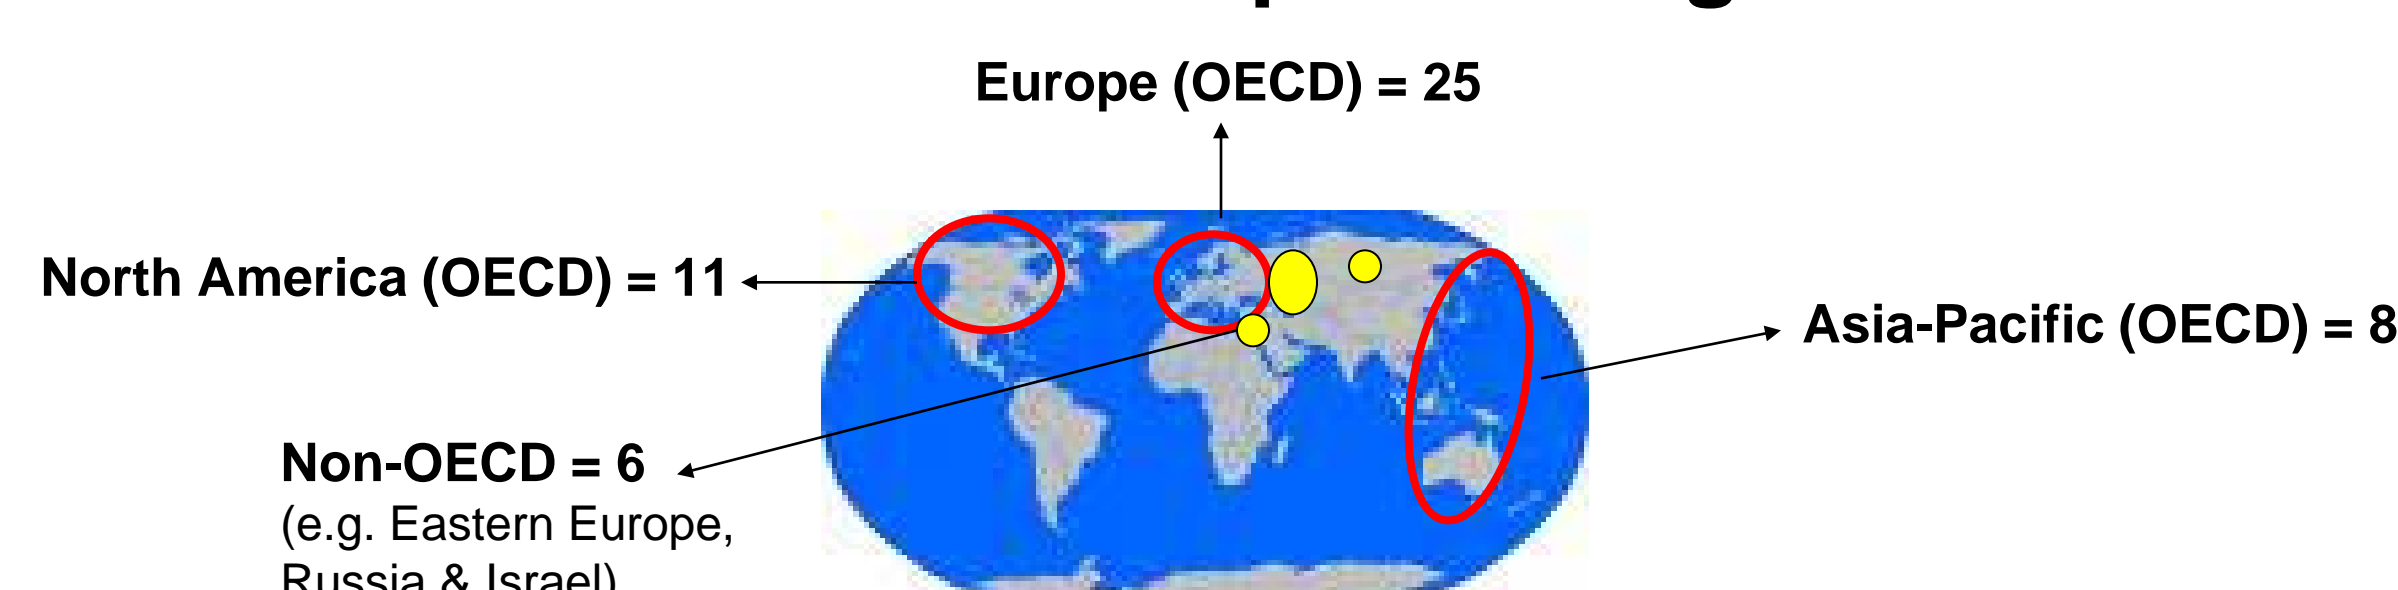 Europe (OECD) = 25
North America (OECD) = 11
Asia-Pacific (OECD) = 8
Non-OECD = 6
(e.g. Eastern Europe,
Russia & Israel)